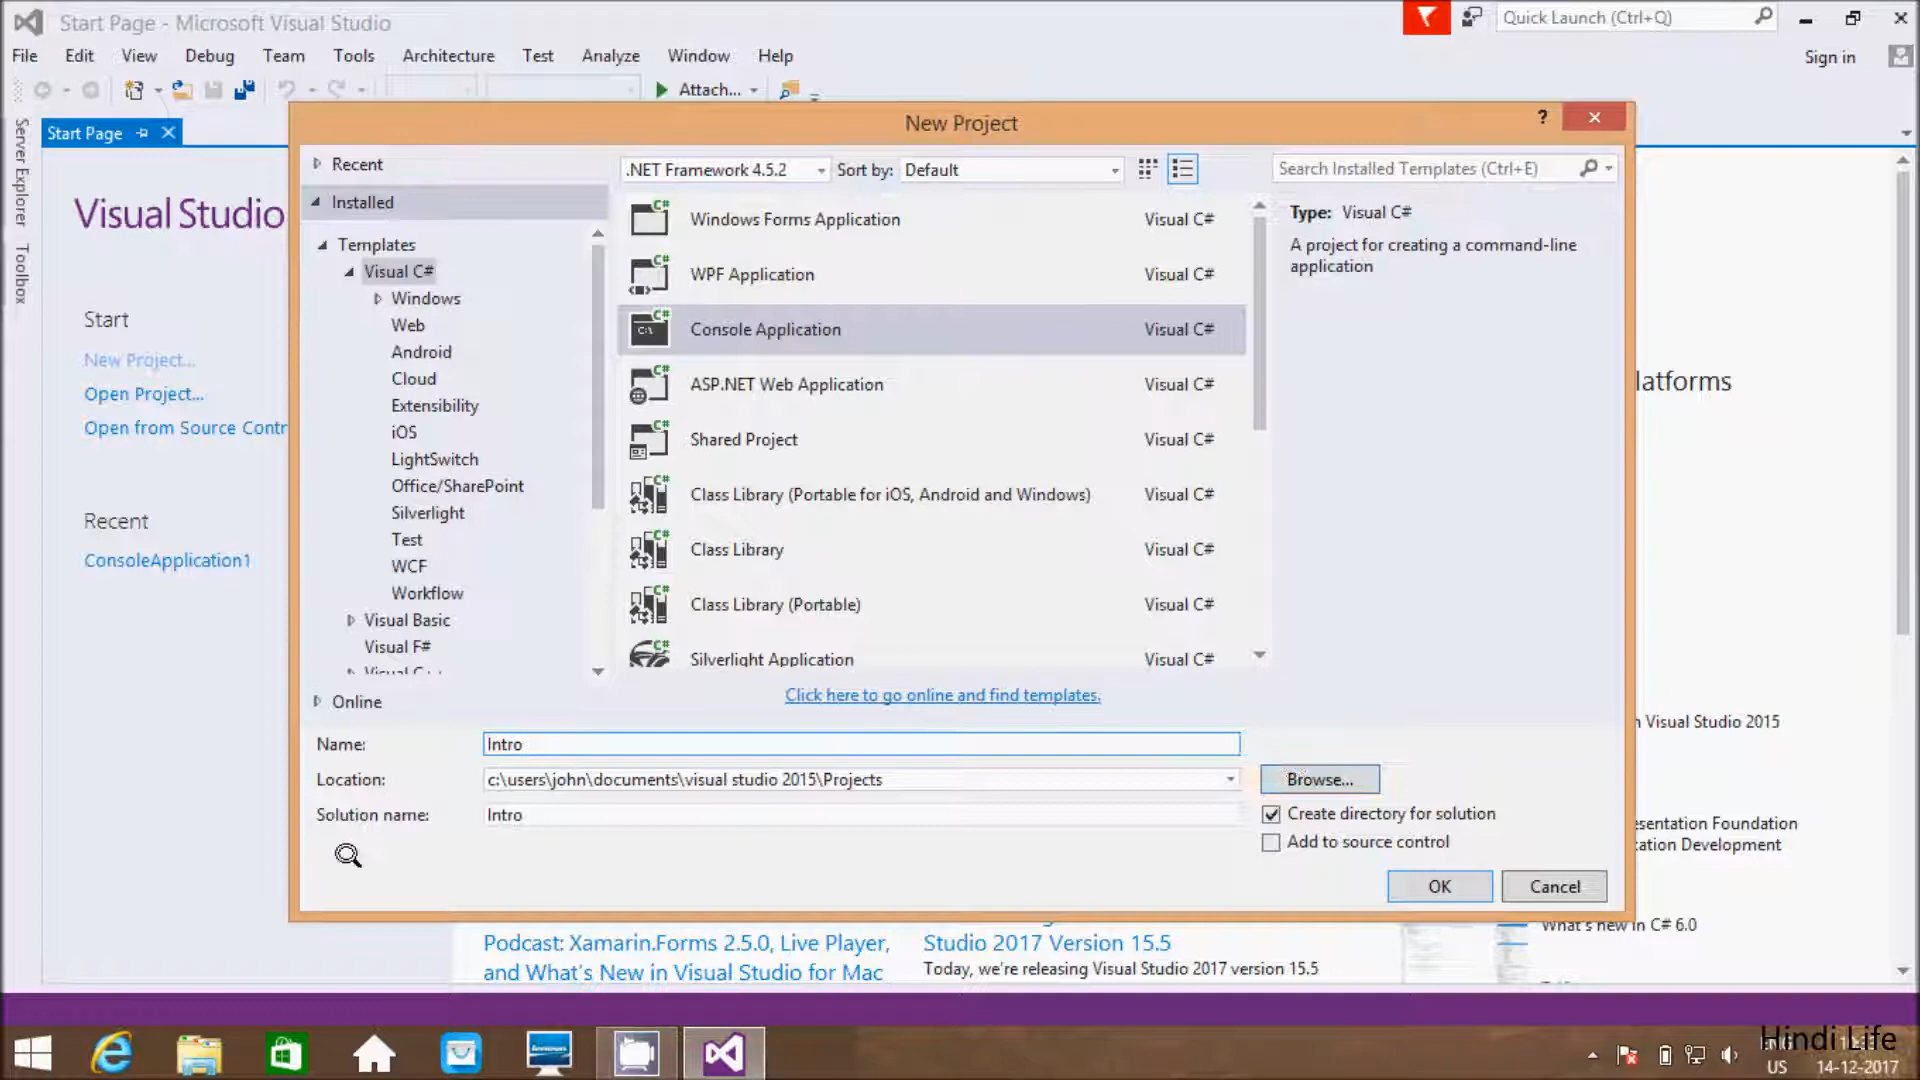 Start Page - Microsoft Visual Studio
Quick Launch (Ctrl+Q)
File Edit View Debug Team Tools Architecture Test Analyze Window Help
Sign in
Attach...
Server Explorer
Toolbox
Start Page
Visual Studio
Start
New Project...
Open Project...
Open from Source Contr
Recent
ConsoleApplication1
New Project
?
Recent
Installed
Templates
Visual C#
Windows
Web
Android
Cloud
Extensibility
iOS
LightSwitch
Office/SharePoint
Silverlight
Test
WCF
Workflow
Visual Basic
Visual F#
Visual C++
Online
.NET Framework 4.5.2
Sort by: Default
Search Installed Templates (Ctrl+E)
Windows Forms Application Visual C#
WPF Application Visual C#
Console Application Visual C#
ASP.NET Web Application Visual C#
Shared Project Visual C#
Class Library (Portable for iOS, Android and Windows) Visual C#
Class Library Visual C#
Class Library (Portable) Visual C#
Silverlight Application Visual C#
Click here to go online and find templates.
Type: Visual C#
A project for creating a command-line
application
Name: Intro
Location: c:\users\john\documents\visual studio 2015\Projects
Browse...
Solution name: Intro
Create directory for solution
Add to source control
OK
Cancel
latforms
n Visual Studio 2015
esentation Foundation
ation Development
What's new in C# 6.0
Podcast: Xamarin.Forms 2.5.0, Live Player,
and What's New in Visual Studio for Mac
Studio 2017 Version 15.5
Today, we're releasing Visual Studio 2017 version 15.5
Hindi Life
US
14-12-2017